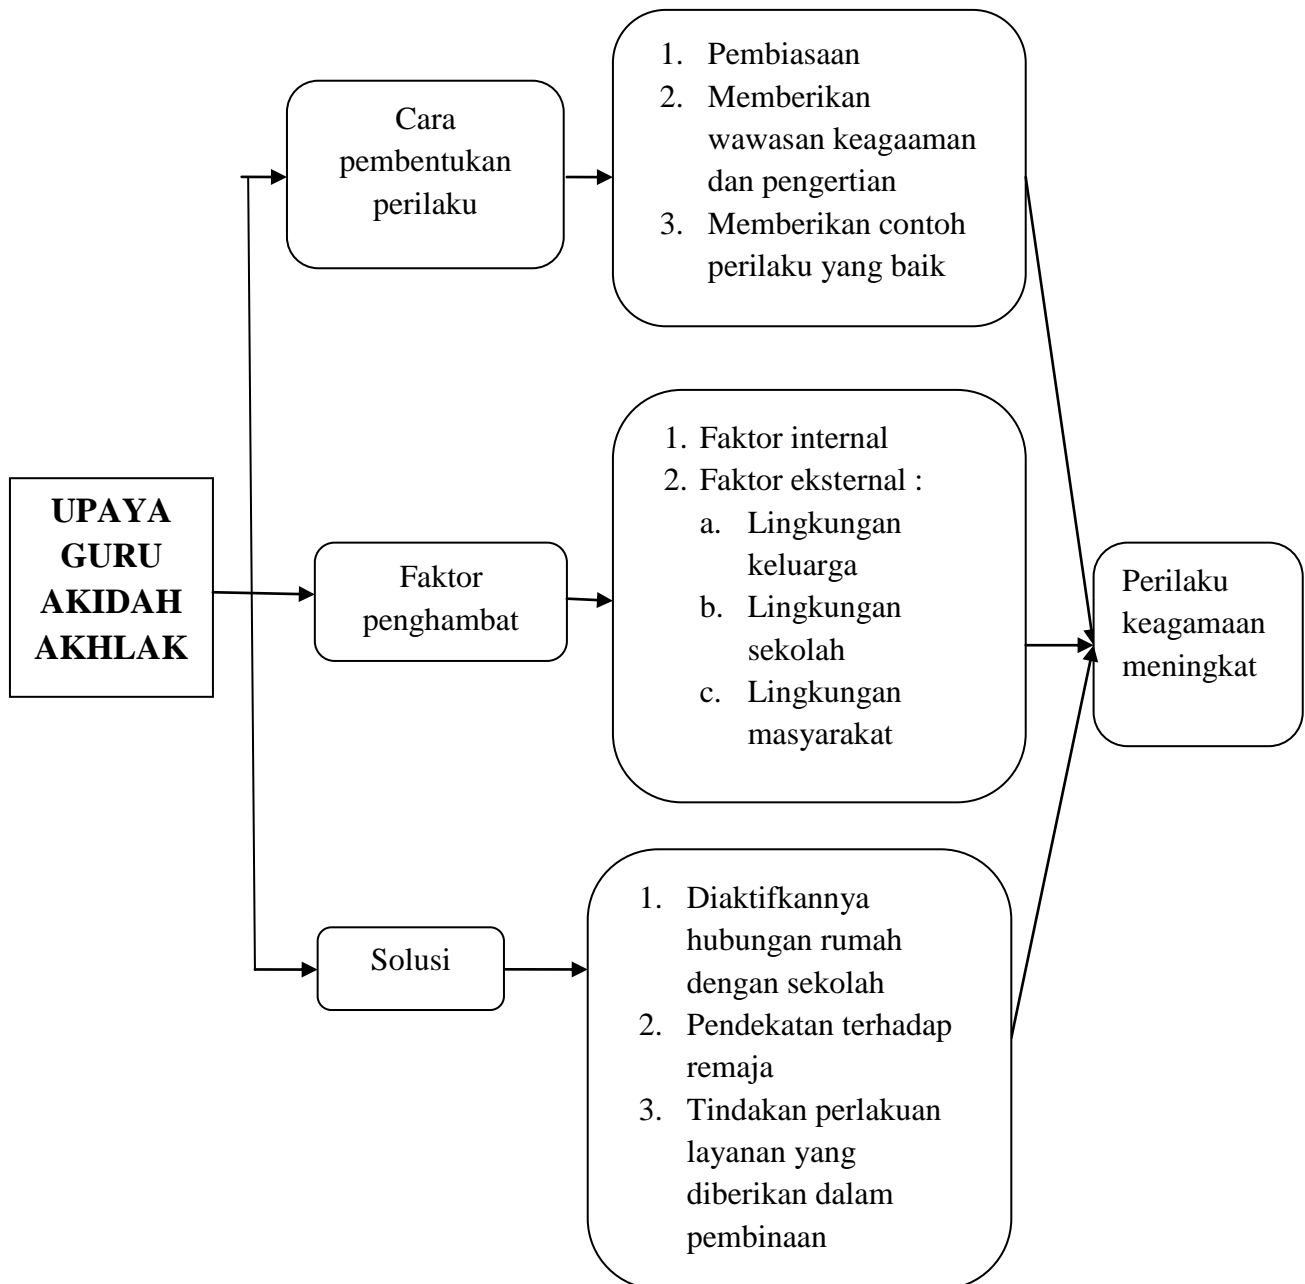 1. Pembiasaan
2. Memberikan
wawasan keagaaman
dan pengertian
3. Memberikan contoh
perilaku yang baik
Cara
pembentukan
perilaku
1. Faktor internal
2. Faktor eksternal :
a. Lingkungan
keluarga
b. Lingkungan
sekolah
c. Lingkungan
masyarakat
UPAYA
GURU
AKIDAH
AKHLAK
Faktor
penghambat
Perilaku
keagamaan
meningkat
Solusi
1. Diaktifkannya
hubungan rumah
dengan sekolah
2. Pendekatan terhadap
remaja
3. Tindakan perlakuan
layanan yang
diberikan dalam
pembinaan